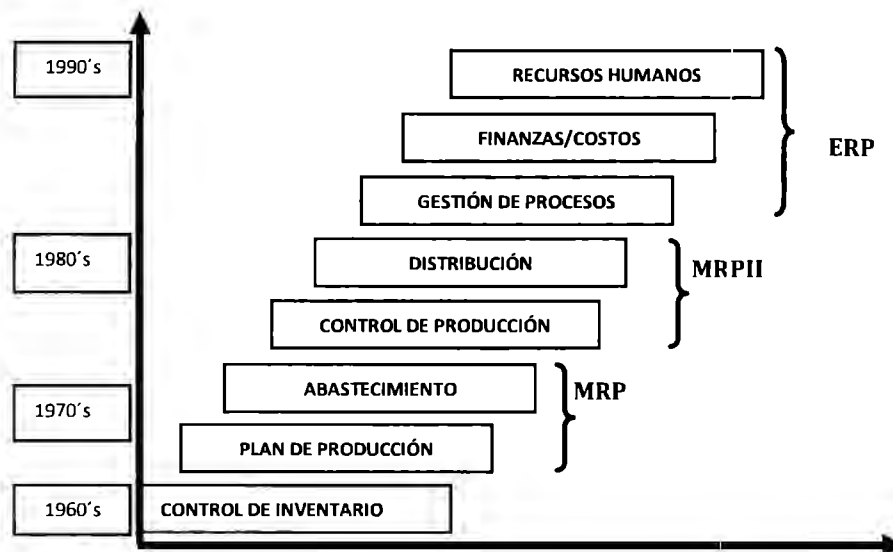 1990´s
RECURSOS HUMANOS
FINANZAS/COSTOS
ERP
GESTIÓN DE PROCESOS
1980´s
DISTRIBUCIÓN
MRPII
CONTROL DE PRODUCCIÓN
ABASTECIMIENTO
MRP
1970´s
PLAN DE PRODUCCIÓN
1960´s
CONTROL DE INVENTARIO